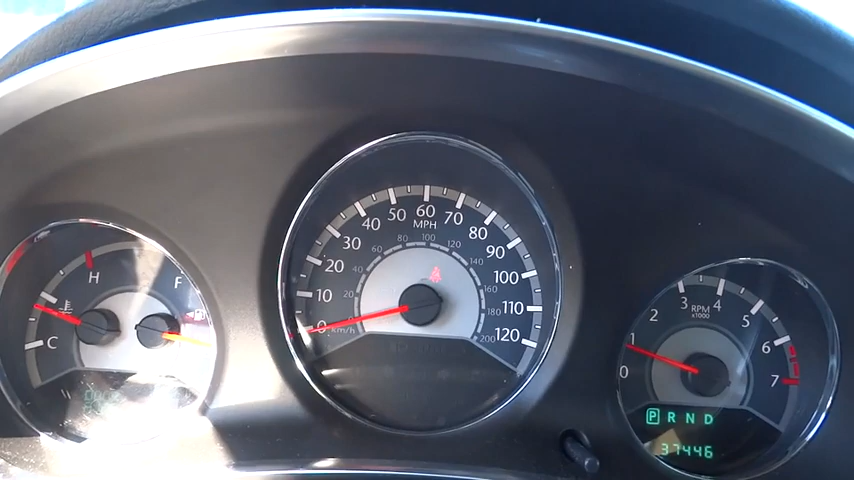 H
C
F
0 10 20 30 40 50 60 70 80 90 100 110 120
MPH
km/h 20 40 60 80 100 120 140 160 180 200
0 1 2 3 4 5 6 7
RPM
x1000
P R N D
37446